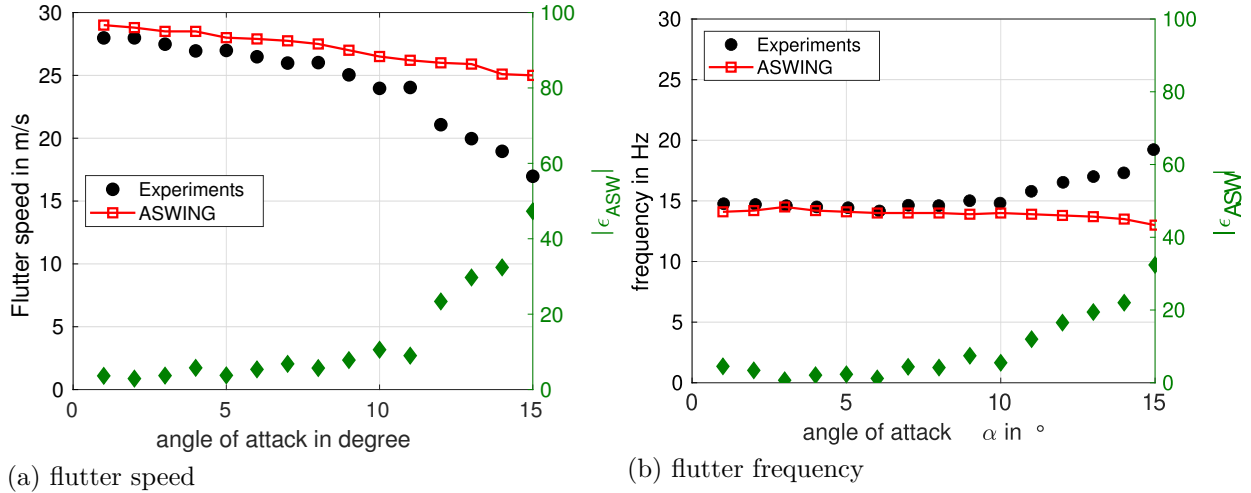 30
25
20
15
10
5
0
Flutter speed in m/s
Experiments
ASWING
100
80
60
40
20
0
|ϵ ASW|
0 5 10 15
angle of attack in degree
(a) flutter speed
30
25
20
15
10
5
0
frequency in Hz
Experiments
ASWING
100
80
60
40
20
0
|ϵ ASW|
0 5 10 15
angle of attack α in °
(b) flutter frequency